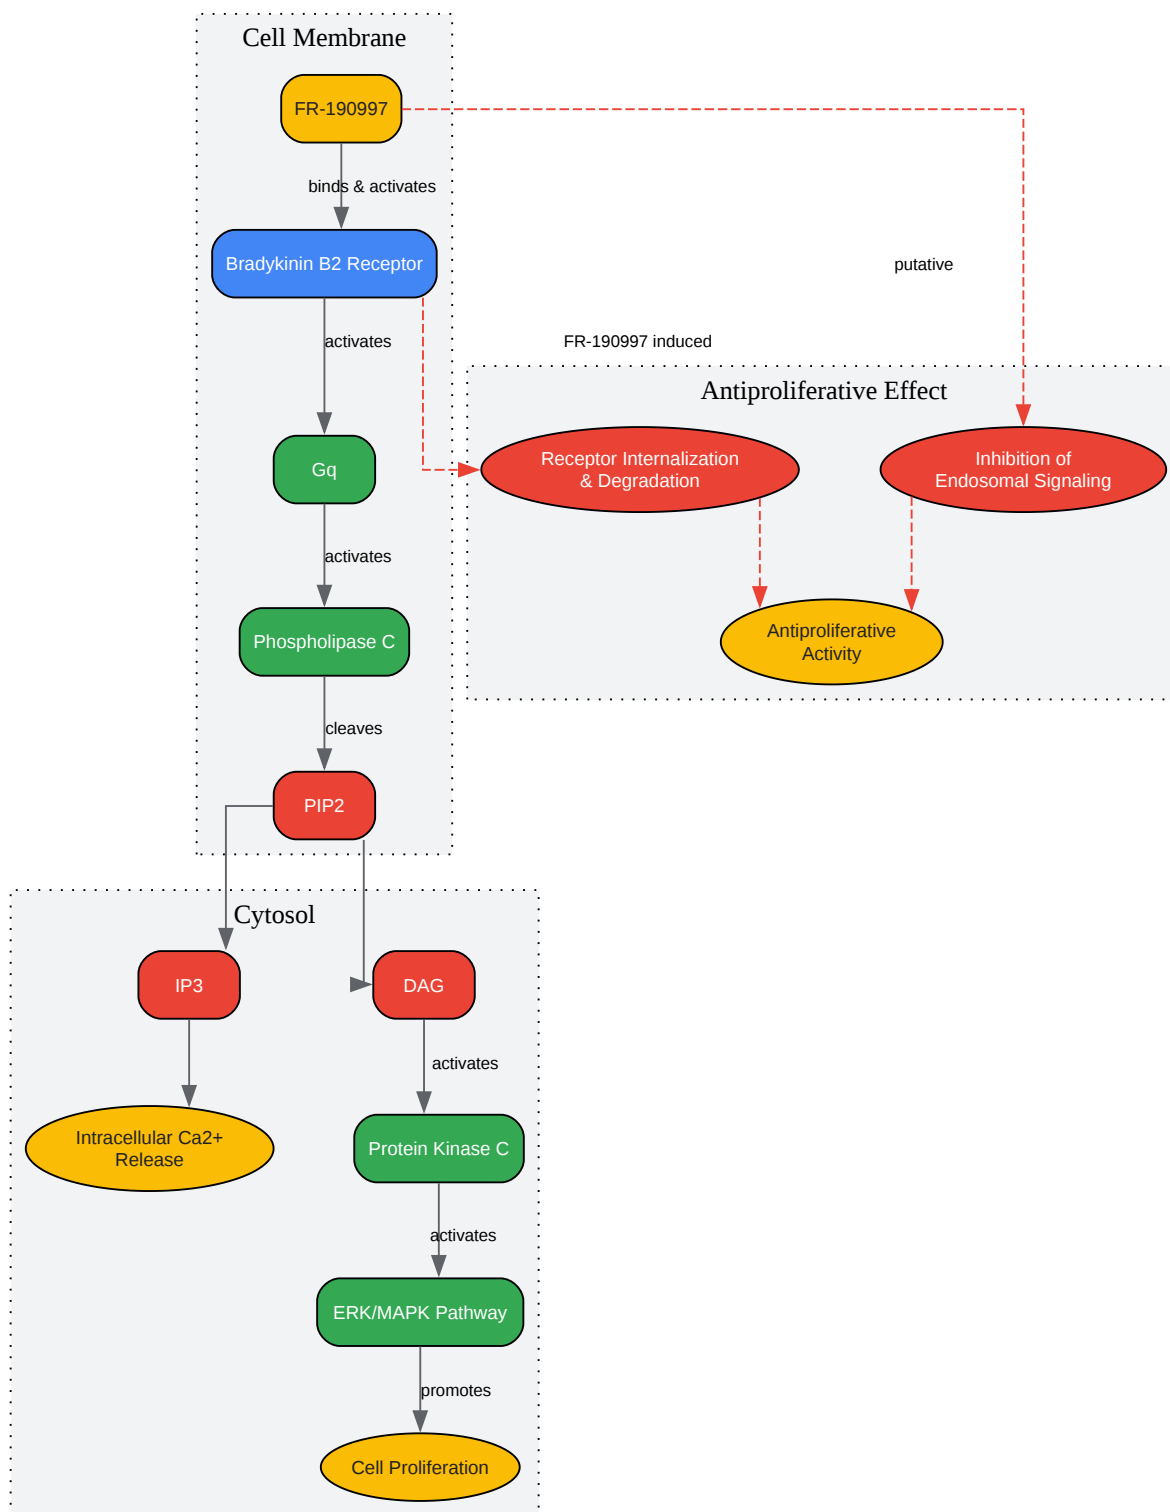 Cell Membrane
FR-190997
binds & activates
Bradykinin B2 Receptor
putative
activates
FR-190997 induced
Antiproliferative Effect
Gq
Receptor Internalization
& Degradation
Inhibition of
Endosomal Signaling
activates
Phospholipase C
Antiproliferative
Activity
cleaves
PIP2
Cytosol
IP3
DAG
activates
Intracellular Ca2+
Release
Protein Kinase C
activates
ERK/MAPK Pathway
promotes
Cell Proliferation